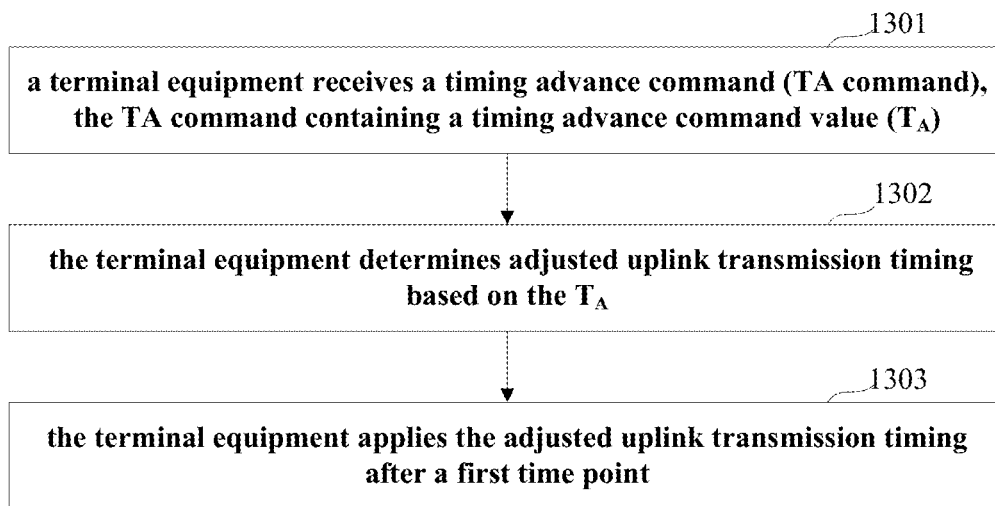 1301
a terminal equipment receives a timing advance command (TA command),
the TA command containing a timing advance command value (TA)
1302
the terminal equipment determines adjusted uplink transmission timing
based on the TA
1303
the terminal equipment applies the adjusted uplink transmission timing
after a first time point